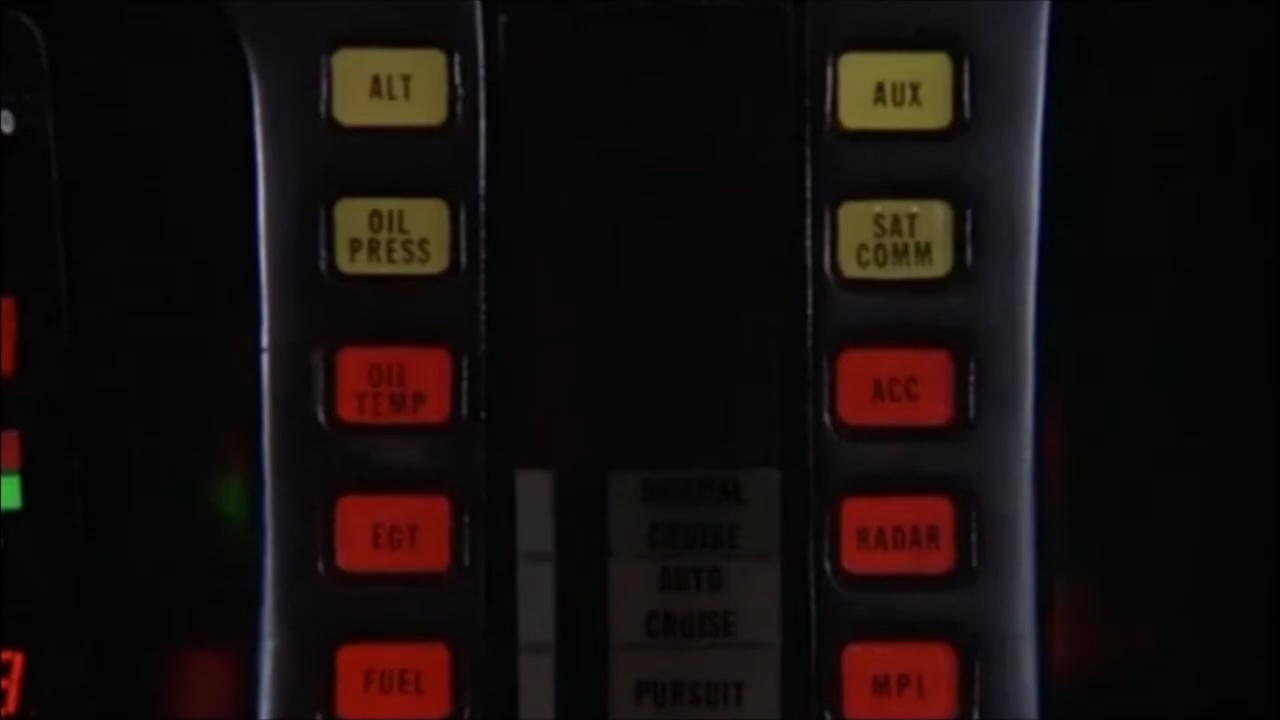 ALT
OIL
PRESS
OIL
TEMP
EGT
FUEL
NORMAL
CRUISE
AUTO
CRUISE
PURSUIT
AUX
SAT
COMM
ACC
RADAR
MPI